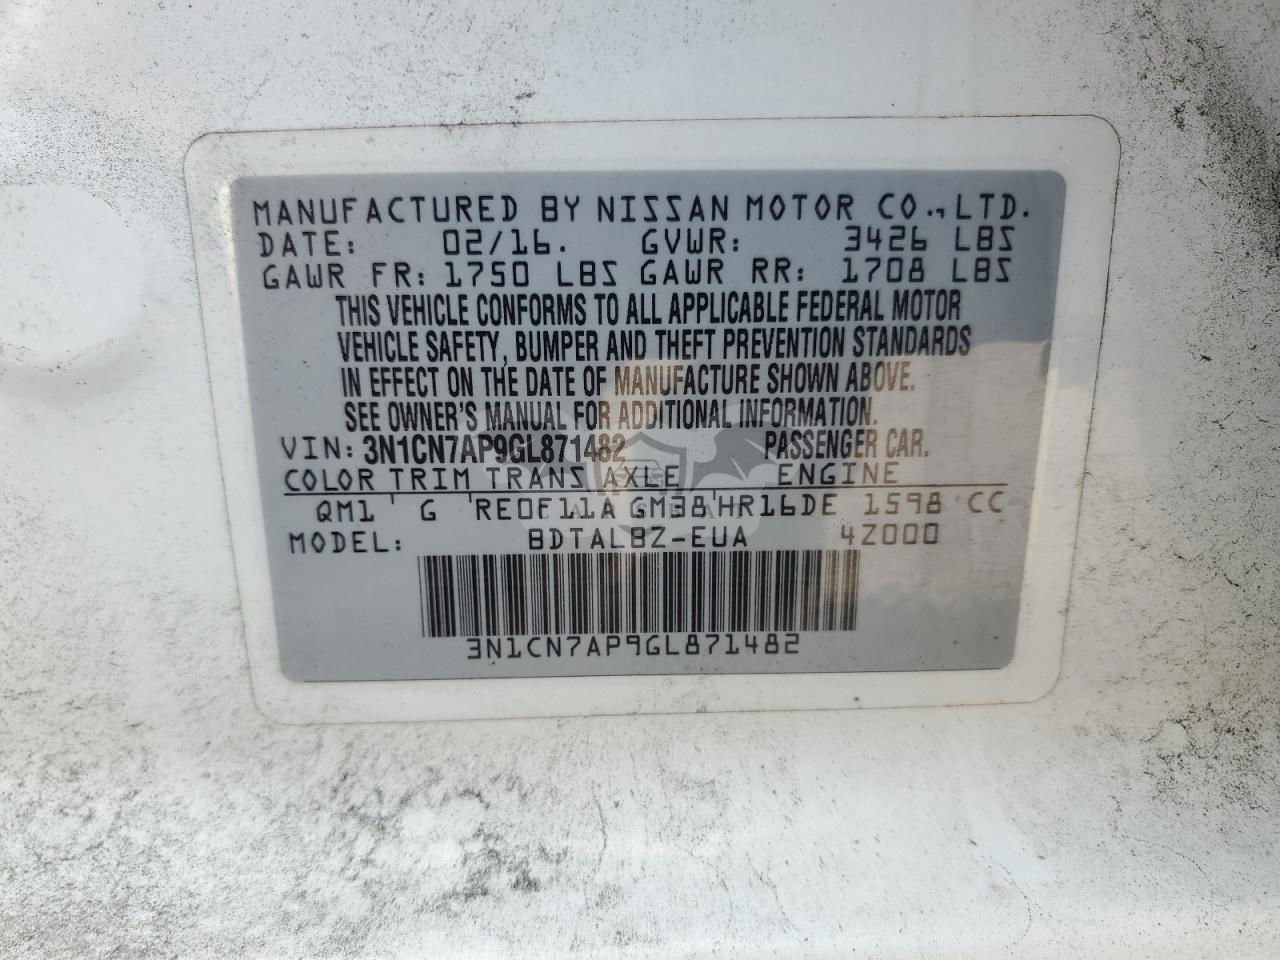 MANUFACTURED BY NISSAN MOTOR CO., LTD.
DATE: 02/16. GVWR: 3426 LBS
GAWR FR: 1750 LBS GAWR RR: 1708 LBS
THIS VEHICLE CONFORMS TO ALL APPLICABLE FEDERAL MOTOR
VEHICLE SAFETY, BUMPER AND THEFT PREVENTION STANDARDS
IN EFFECT ON THE DATE OF MANUFACTURE SHOWN ABOVE.
SEE OWNER'S MANUAL FOR ADDITIONAL INFORMATION.
VIN: 3N1CN7AP9GL871482 PASSENGER CAR.
COLOR TRIM TRANS AXLE ENGINE
QM1 G RE0F11A GM38 HR16DE 1598 CC
MODEL: BDTALBZ-EUA 4Z000
3N1CN7AP9GL871482